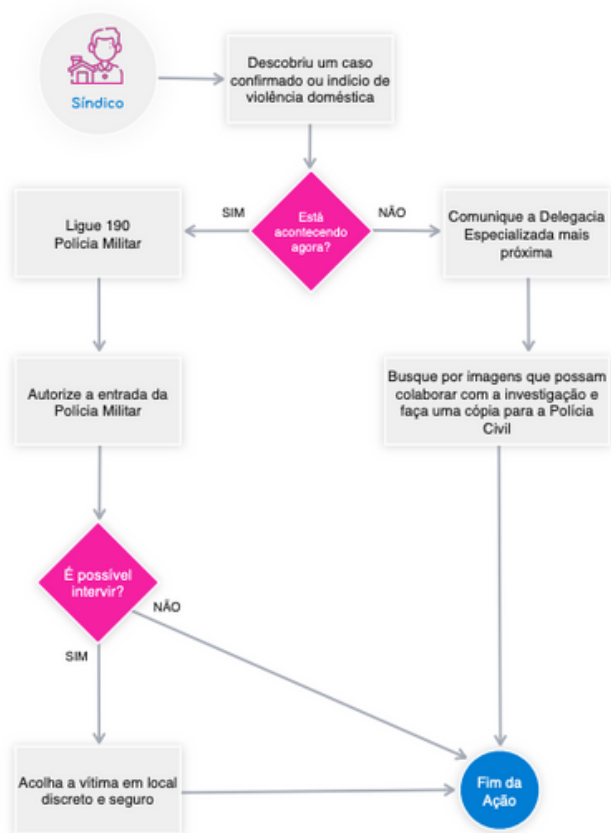 Síndico
Descobriu um caso
confirmado ou indício de
violência doméstica
Está
acontecendo
agora?
SIM
NÃO
Ligue 190
Polícia Militar
Comunique a Delegacia
Especializada mais
próxima
Autorize a entrada da
Polícia Militar
Busque por imagens que possam
colaborar com a investigação e
faça uma cópia para a Polícia
Civil
É possível
intervir?
NÃO
SIM
Acolha a vítima em local
discreto e seguro
Fim da
Ação